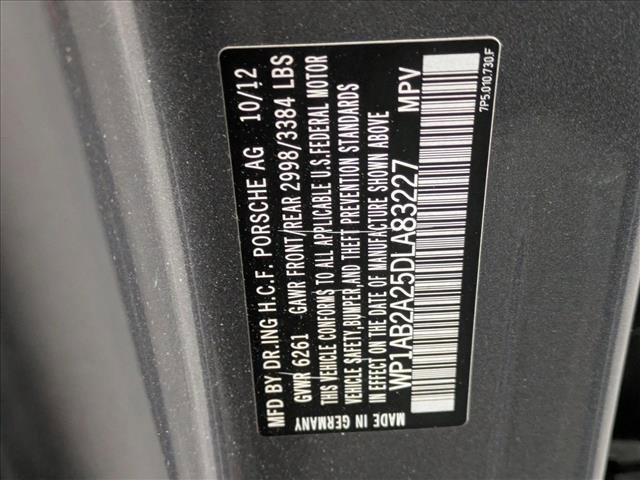 MFD BY DR.ING H.C.F. PORSCHE AG 10/12
GVWR 6261 GAWR FRONT/REAR 2998/3384 LBS
THIS VEHICLE CONFORMS TO ALL APPLICABLE U.S.FEDERAL MOTOR
VEHICLE SAFETY,BUMPER,AND THEFT PREVENTION STANDARDS
IN EFFECT ON THE DATE OF MANUFACTURE SHOWN ABOVE
WP1AB2A25DLA83227 MPV
MADE IN GERMANY
7P5.010.730.F